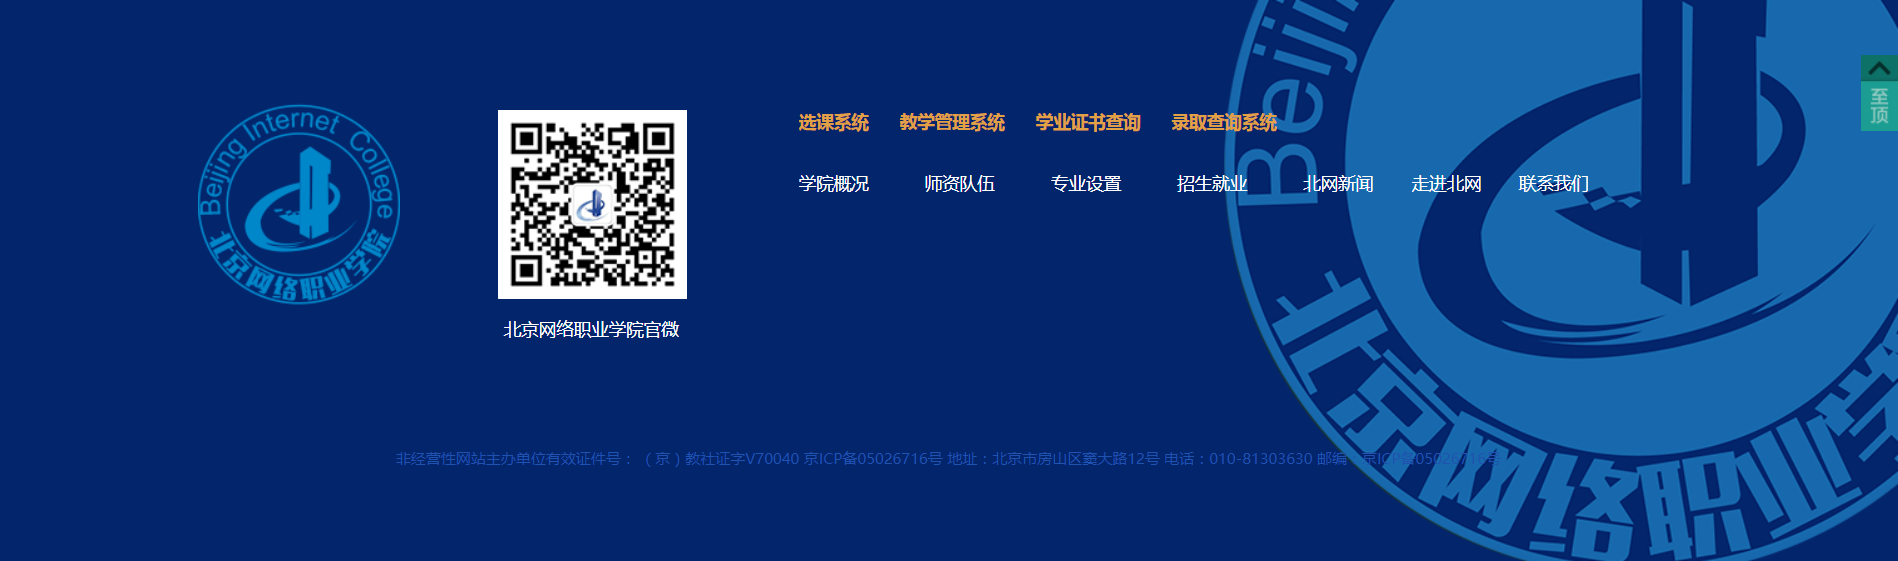 Beijing Internet College
北京网络职业学院
北京网络职业学院官微
选课系统 教学管理系统 学业证书查询 录取查询系统
学院概况 师资队伍 专业设置 招生就业 北网新闻 走进北网 联系我们
至顶
非经营性网站主办单位有效证件号：（京）教社证字V70040 京ICP备05026716号 地址：北京市房山区窦大路12号 电话：010-81303630 邮编：京ICP备05026716号
Beijin
北京网络职业学